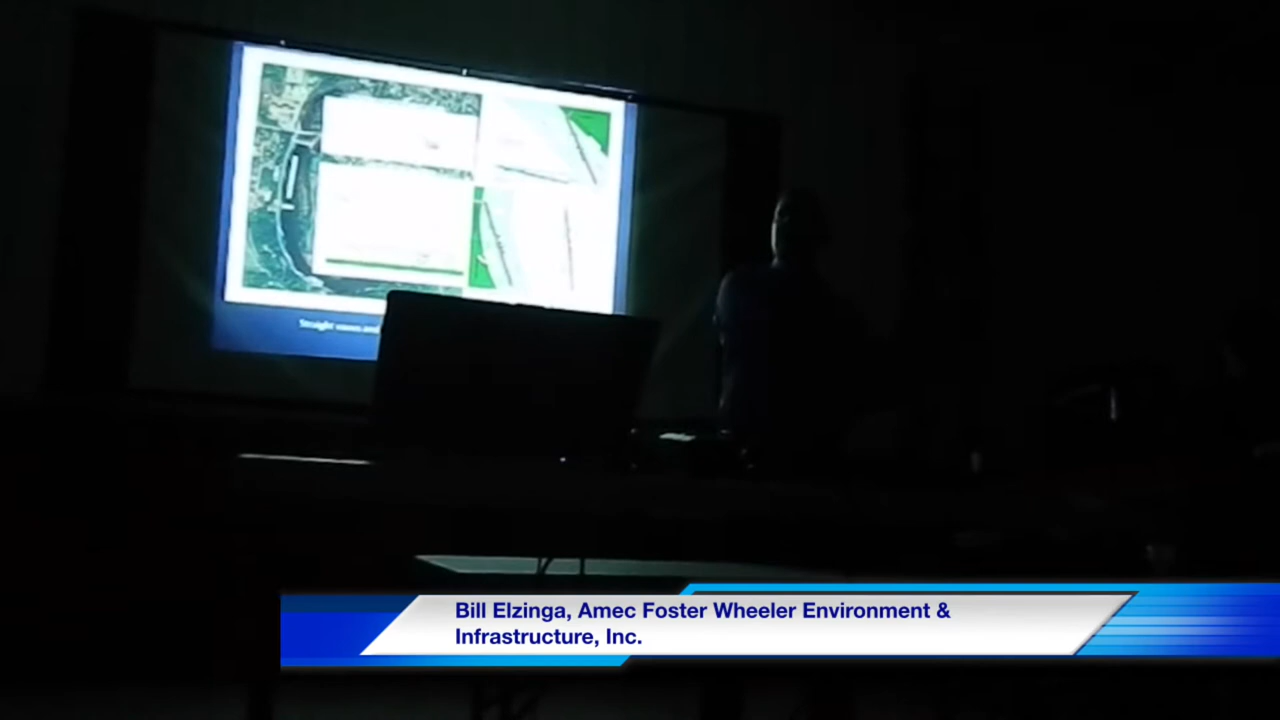 Straight
Bill Elzinga, Amec Foster Wheeler Environment &
Infrastructure, Inc.